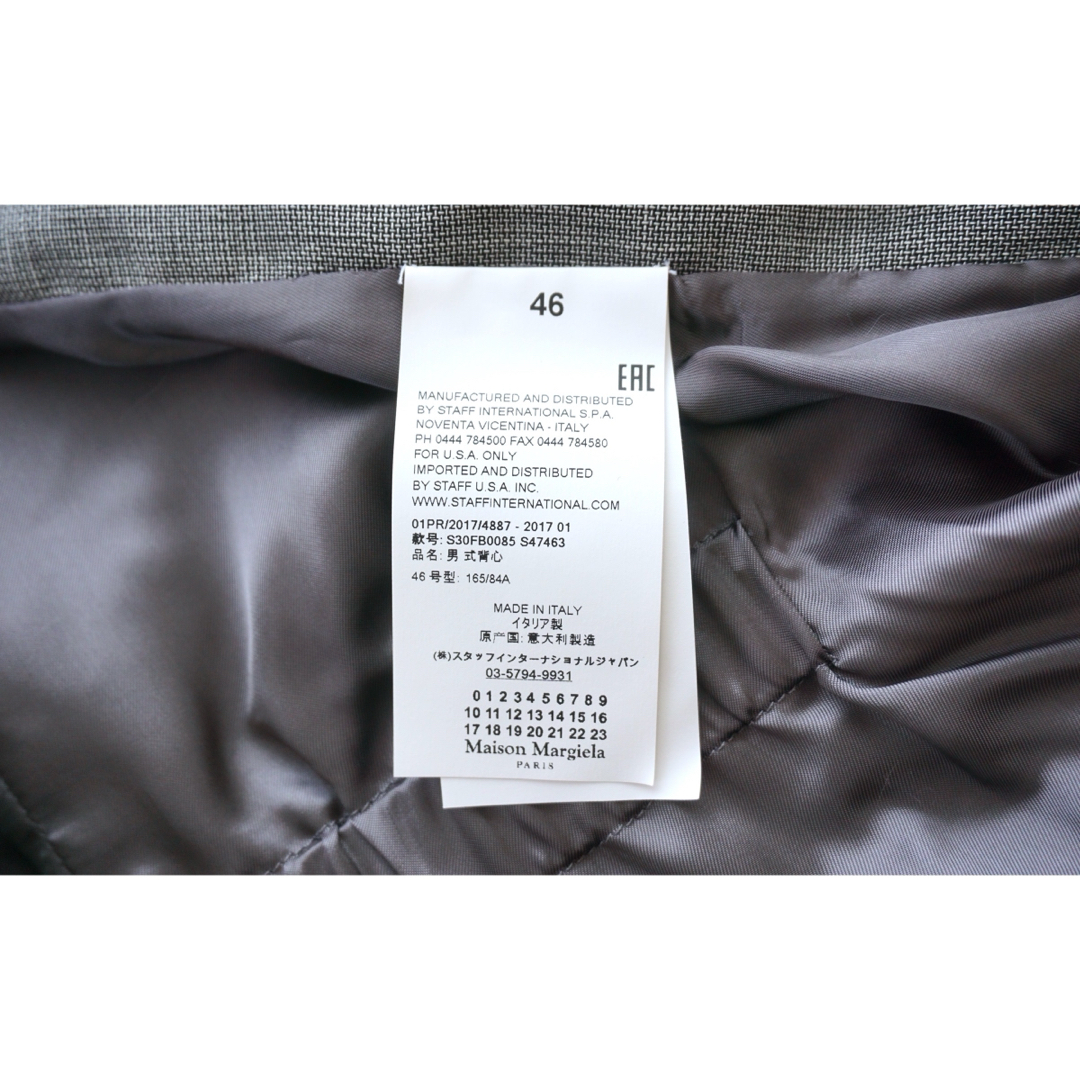 46
EAC
MANUFACTURED AND DISTRIBUTED
BY STAFF INTERNATIONAL S.P.A.
NOVENTA VICENTINA - ITALY
PH 0444 784500 FAX 0444 784580
FOR U.S.A. ONLY
IMPORTED AND DISTRIBUTED
BY STAFF U.S.A. INC.
WWW.STAFFINTERNATIONAL.COM
01PR/2017/4887 - 2017 01
款号: S30FB0085 S47463
品名: 男 式背心
46 号型: 165/84A
MADE IN ITALY
イタリア製
原产国: 意大利製造
(株)スタッフインターナショナルジャパン
03-5794-9931
0 1 2 3 4 5 6 7 8 9
10 11 12 13 14 15 16
17 18 19 20 21 22 23
Maison Margiela
PARIS